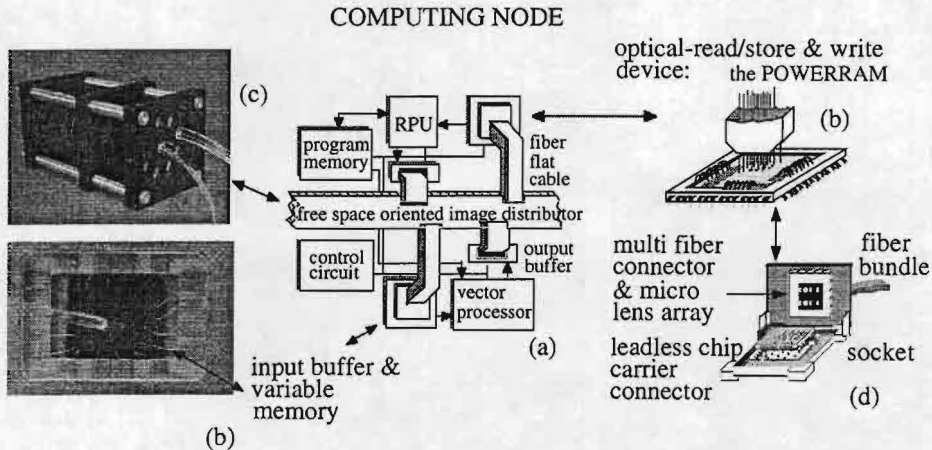 COMPUTING NODE
optical-read/store & write
device: the POWERRAM
(c)
(b)
RPU
program
memory
fiber
flat
cable
free space oriented image distributor
control
circuit
output
buffer
vector
processor
(a)
input buffer &
variable
memory
(b)
multi fiber
connector
& micro
lens array
fiber
bundle
leadless chip
carrier
connector
socket
(d)